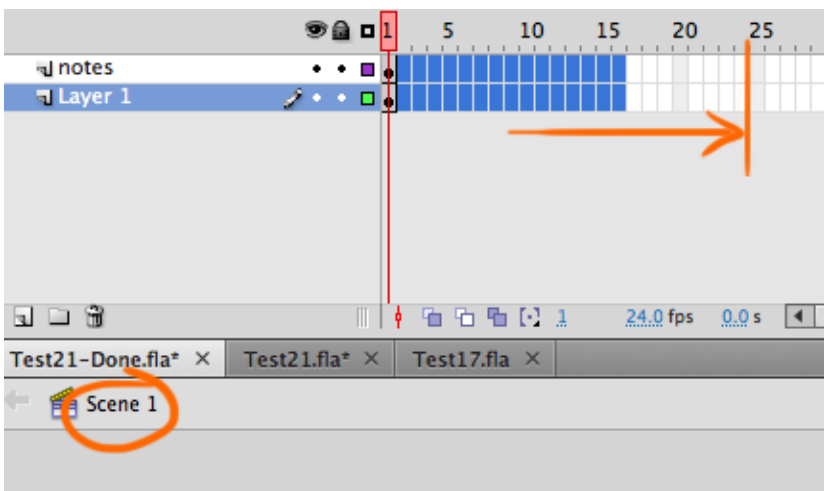 1 5 10 15 20 25
notes
Layer 1
1 24.0 fps 0.0 s
Test21-Done.fla* × Test21.fla* × Test17.fla ×
Scene 1